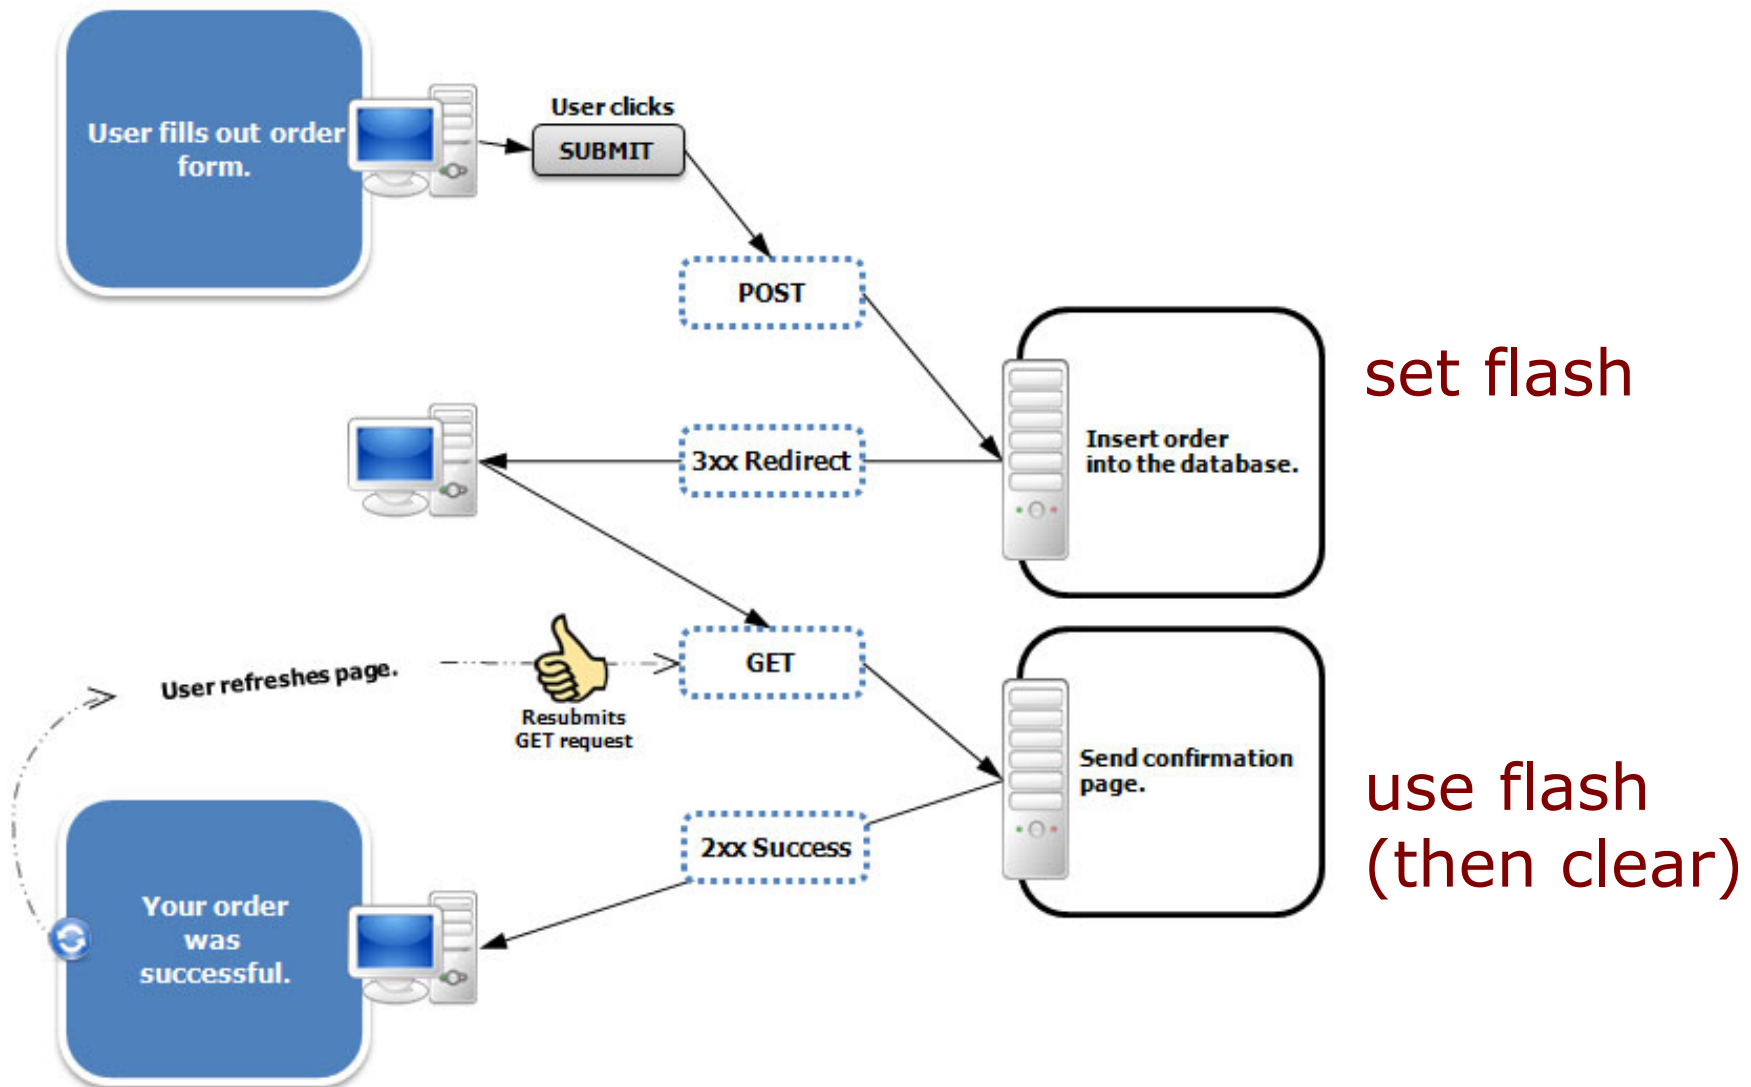 User fills out order
form.
User clicks
SUBMIT
POST
set flash
3xx Redirect
Insert order
into the database.
User refreshes page.
Resubmits
GET request
GET
Send confirmation
page.
use flash
(then clear)
2xx Success
Your order
was
successful.